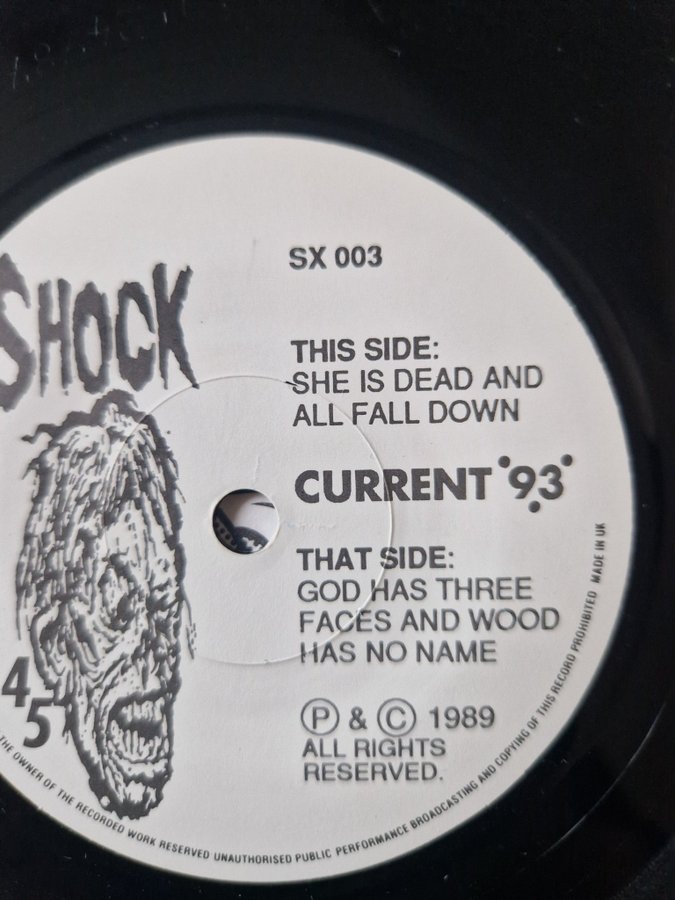 SHOCK
SX 003
THIS SIDE:
SHE IS DEAD AND
ALL FALL DOWN
CURRENT '93'
THAT SIDE:
GOD HAS THREE
FACES AND WOOD
HAS NO NAME
45
Ⓟ & © 1989
ALL RIGHTS
RESERVED.
THE OWNER OF THE RECORDED WORK RESERVED UNAUTHORISED PUBLIC PERFORMANCE BROADCASTING AND COPYING OF THIS RECORD PROHIBITED MADE IN UK